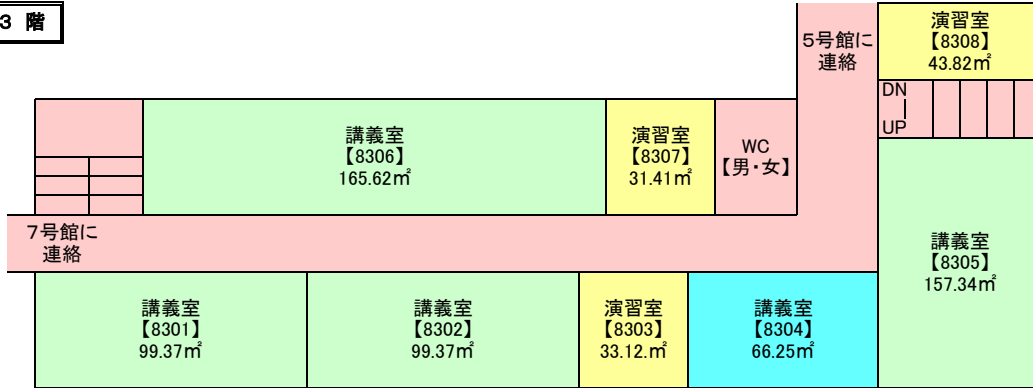 3 階
5号館に
連絡
演習室
【8308】
43.82㎡
DN
UP
講義室
【8306】
165.62㎡
演習室
【8307】
31.41㎡
WC
【男・女】
7号館に
連絡
講義室
【8305】
157.34㎡
講義室
【8301】
99.37㎡
講義室
【8302】
99.37㎡
演習室
【8303】
33.12.㎡
講義室
【8304】
66.25㎡